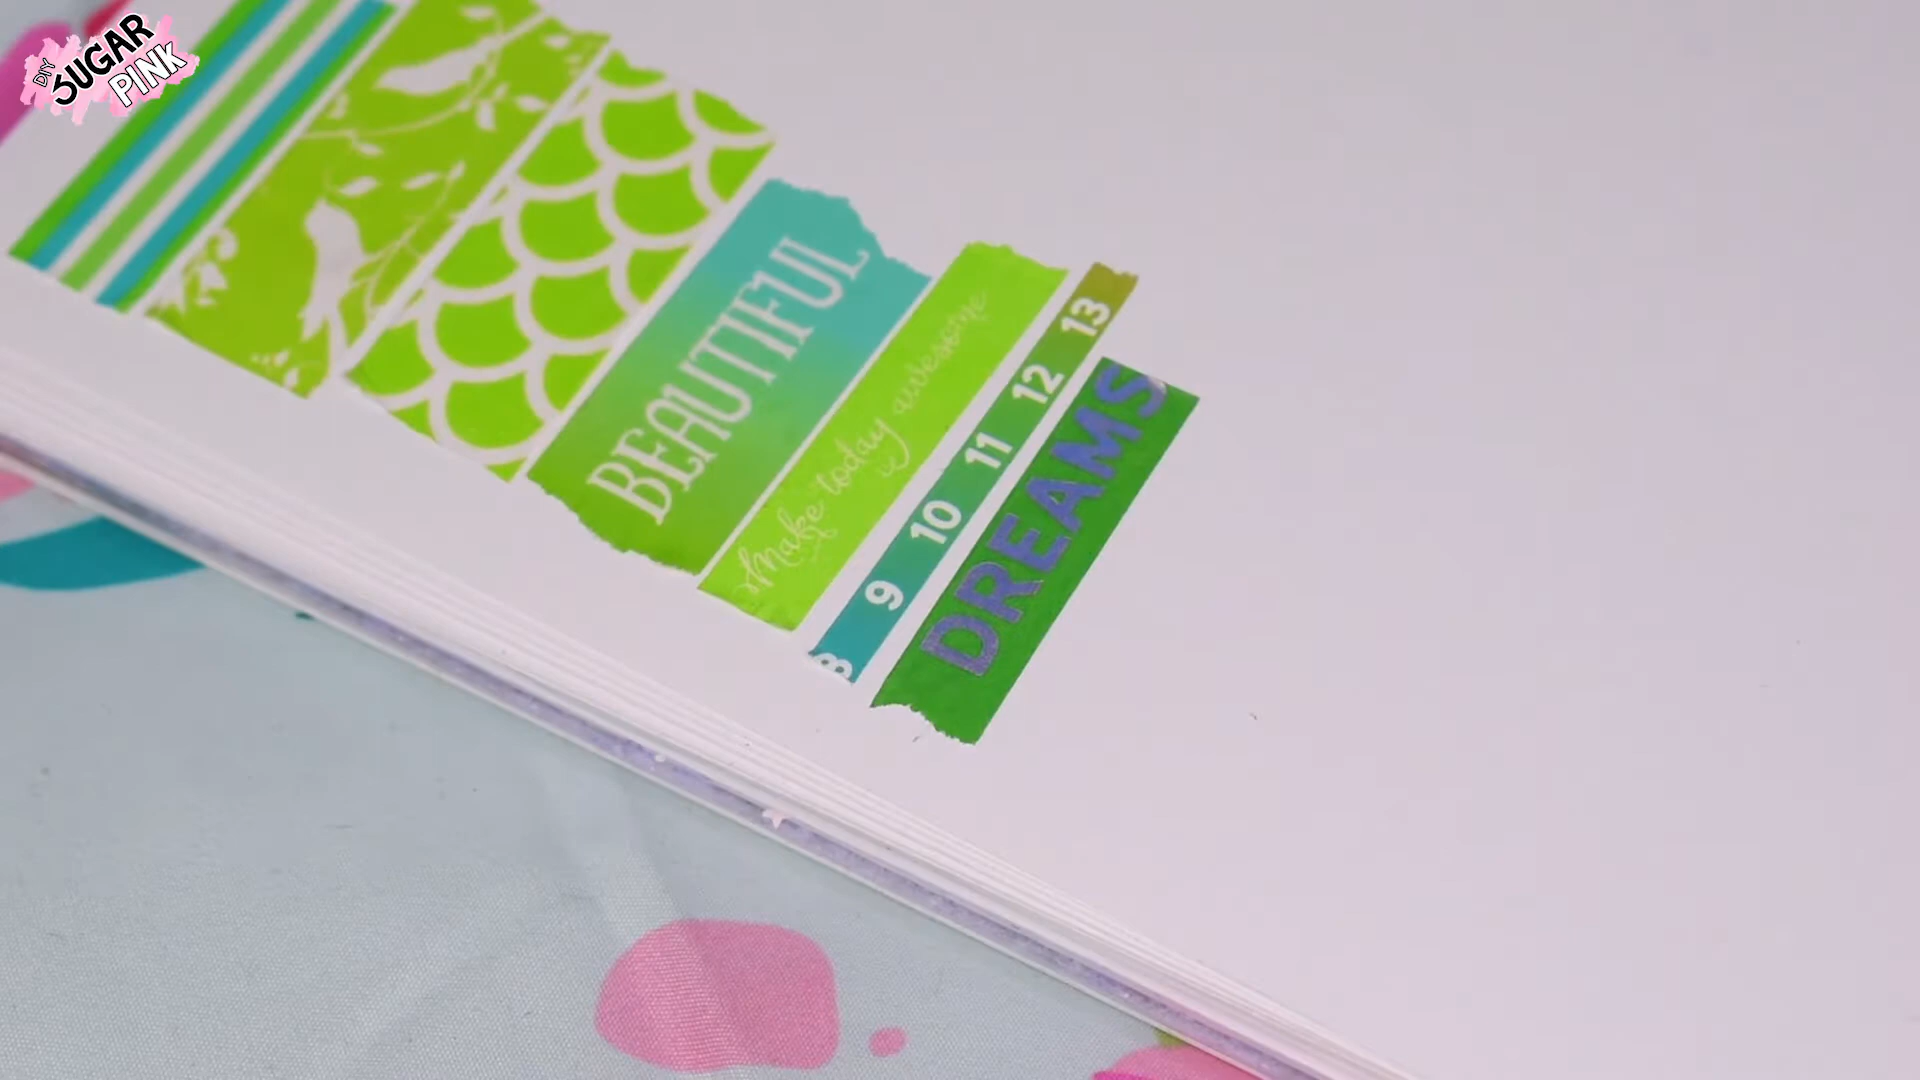 DIY
SUGAR
PINK
BEAUTIFUL
Make today awesome
8 9 10 11 12 13
DREAMS